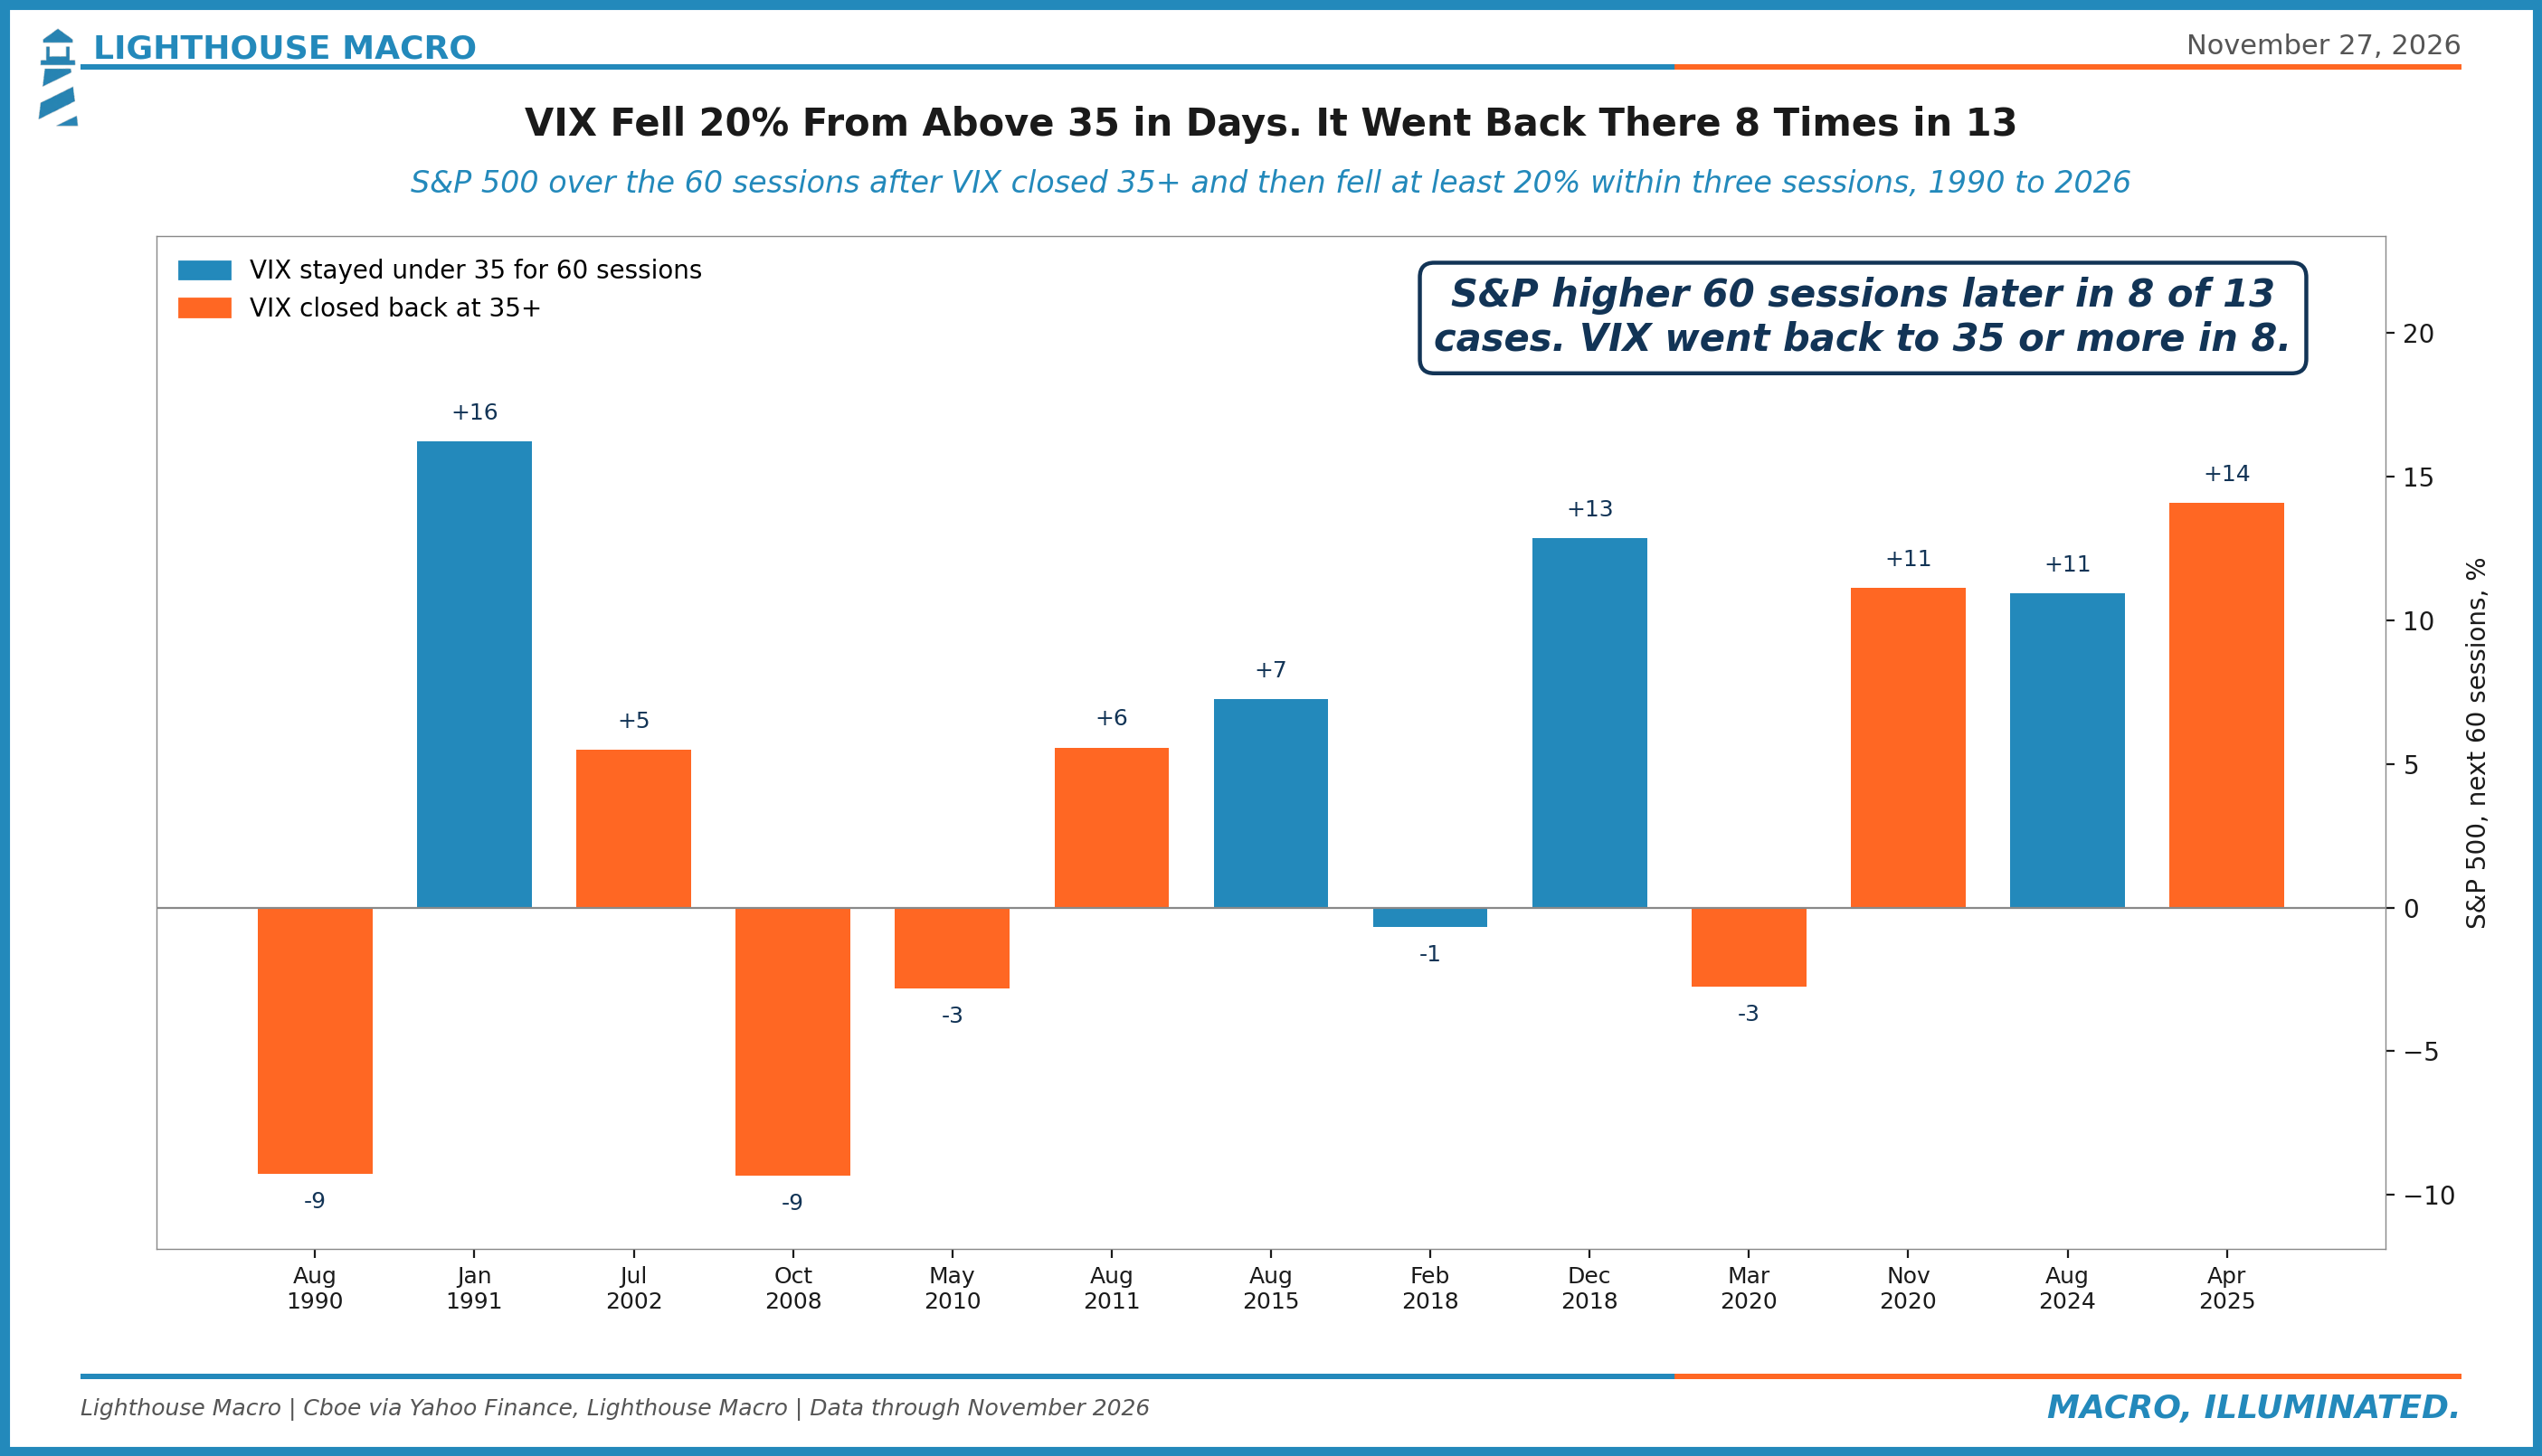 LIGHTHOUSE MACRO
November 27, 2026
VIX Fell 20% From Above 35 in Days. It Went Back There 8 Times in 13
S&P 500 over the 60 sessions after VIX closed 35+ and then fell at least 20% within three sessions, 1990 to 2026
VIX stayed under 35 for 60 sessions
VIX closed back at 35+
S&P higher 60 sessions later in 8 of 13
cases. VIX went back to 35 or more in 8.
-9
+16
+5
-9
-3
+6
+7
-1
+13
-3
+11
+11
+14
20
15
10
5
0
−5
−10
S&P 500, next 60 sessions, %
Aug
1990
Jan
1991
Jul
2002
Oct
2008
May
2010
Aug
2011
Aug
2015
Feb
2018
Dec
2018
Mar
2020
Nov
2020
Aug
2024
Apr
2025
Lighthouse Macro | Cboe via Yahoo Finance, Lighthouse Macro | Data through November 2026
MACRO, ILLUMINATED.